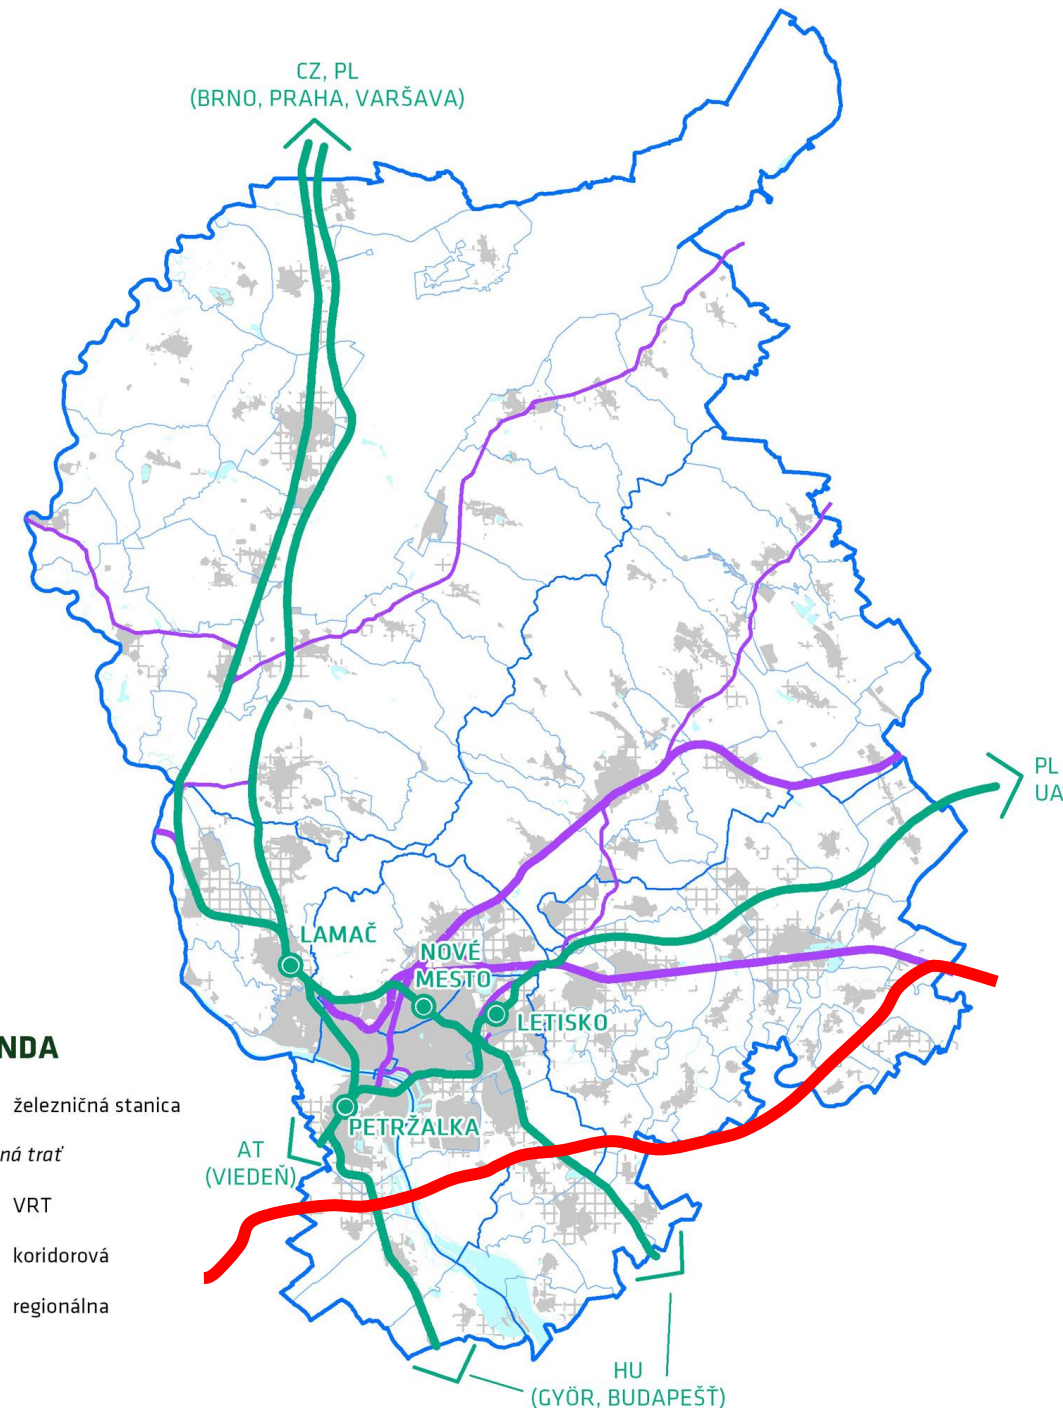 CZ, PL
(BRNO, PRAHA, VARŠAVA)
PL
UA
LAMAČ
NOVÉ
MESTO
LETISKO
NDA
železničná stanica
PETRŽALKA
ná trať
AT
(VIEDEŇ)
VRT
koridorová
regionálna
HU
(GYÖR, BUDAPEŠŤ)